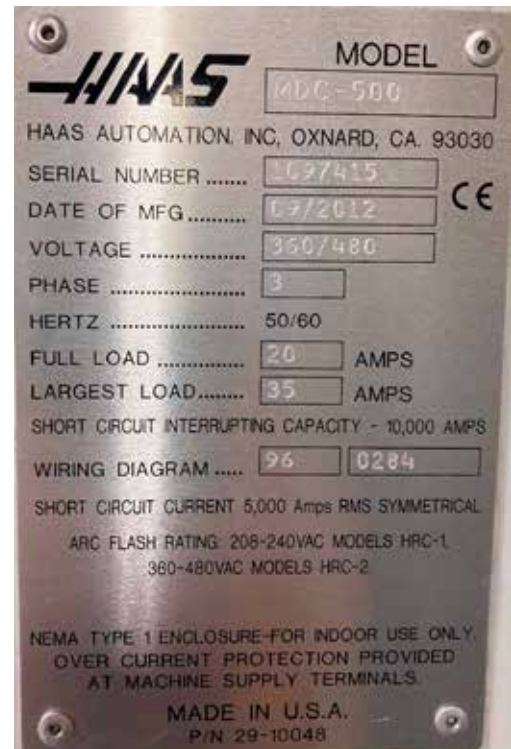 MODEL
HAAS
MDC-500
HAAS AUTOMATION, INC, OXNARD, CA. 93030
SERIAL NUMBER .......
CE
DATE OF MFG.......... 09/2012
VOLTAGE .................. 360/480
PHASE ....................... 3
HERTZ ....................... 50/60
FULL LOAD ............... 20 AMPS
LARGEST LOAD........ 35 AMPS
SHORT CIRCUIT INTERRUPTING CAPACITY - 10,000 AMPS
WIRING DIAGRAM ..... 96 0284
SHORT CIRCUIT CURRENT 5,000 Amps RMS SYMMETRICAL
ARC FLASH RATING: 208-240VAC MODELS HRC-1,
360-480VAC MODELS HRC-2
NEMA TYPE 1 ENCLOSURE-FOR INDOOR USE ONLY.
OVER CURRENT PROTECTION PROVIDED
AT MACHINE SUPPLY TERMINALS.
MADE IN U.S.A.
P/N 29-10048